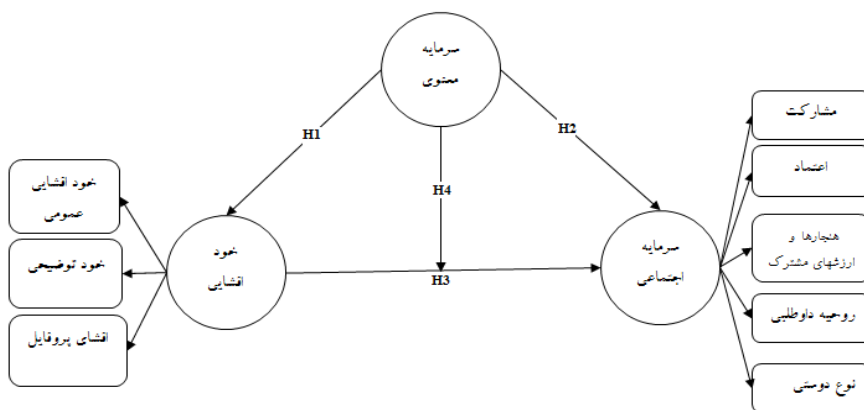 سرمایه
معنوی
H1
H2
H4
H3
خود افشایی
عمومی
خود توضیحی
افشای پروفایل
خود
افشایی
سرمایه
اجتماعی
مشارکت
اعتماد
هنجارها و
ارزشهای مشترک
روحیه داوطلبی
نوع دوستی